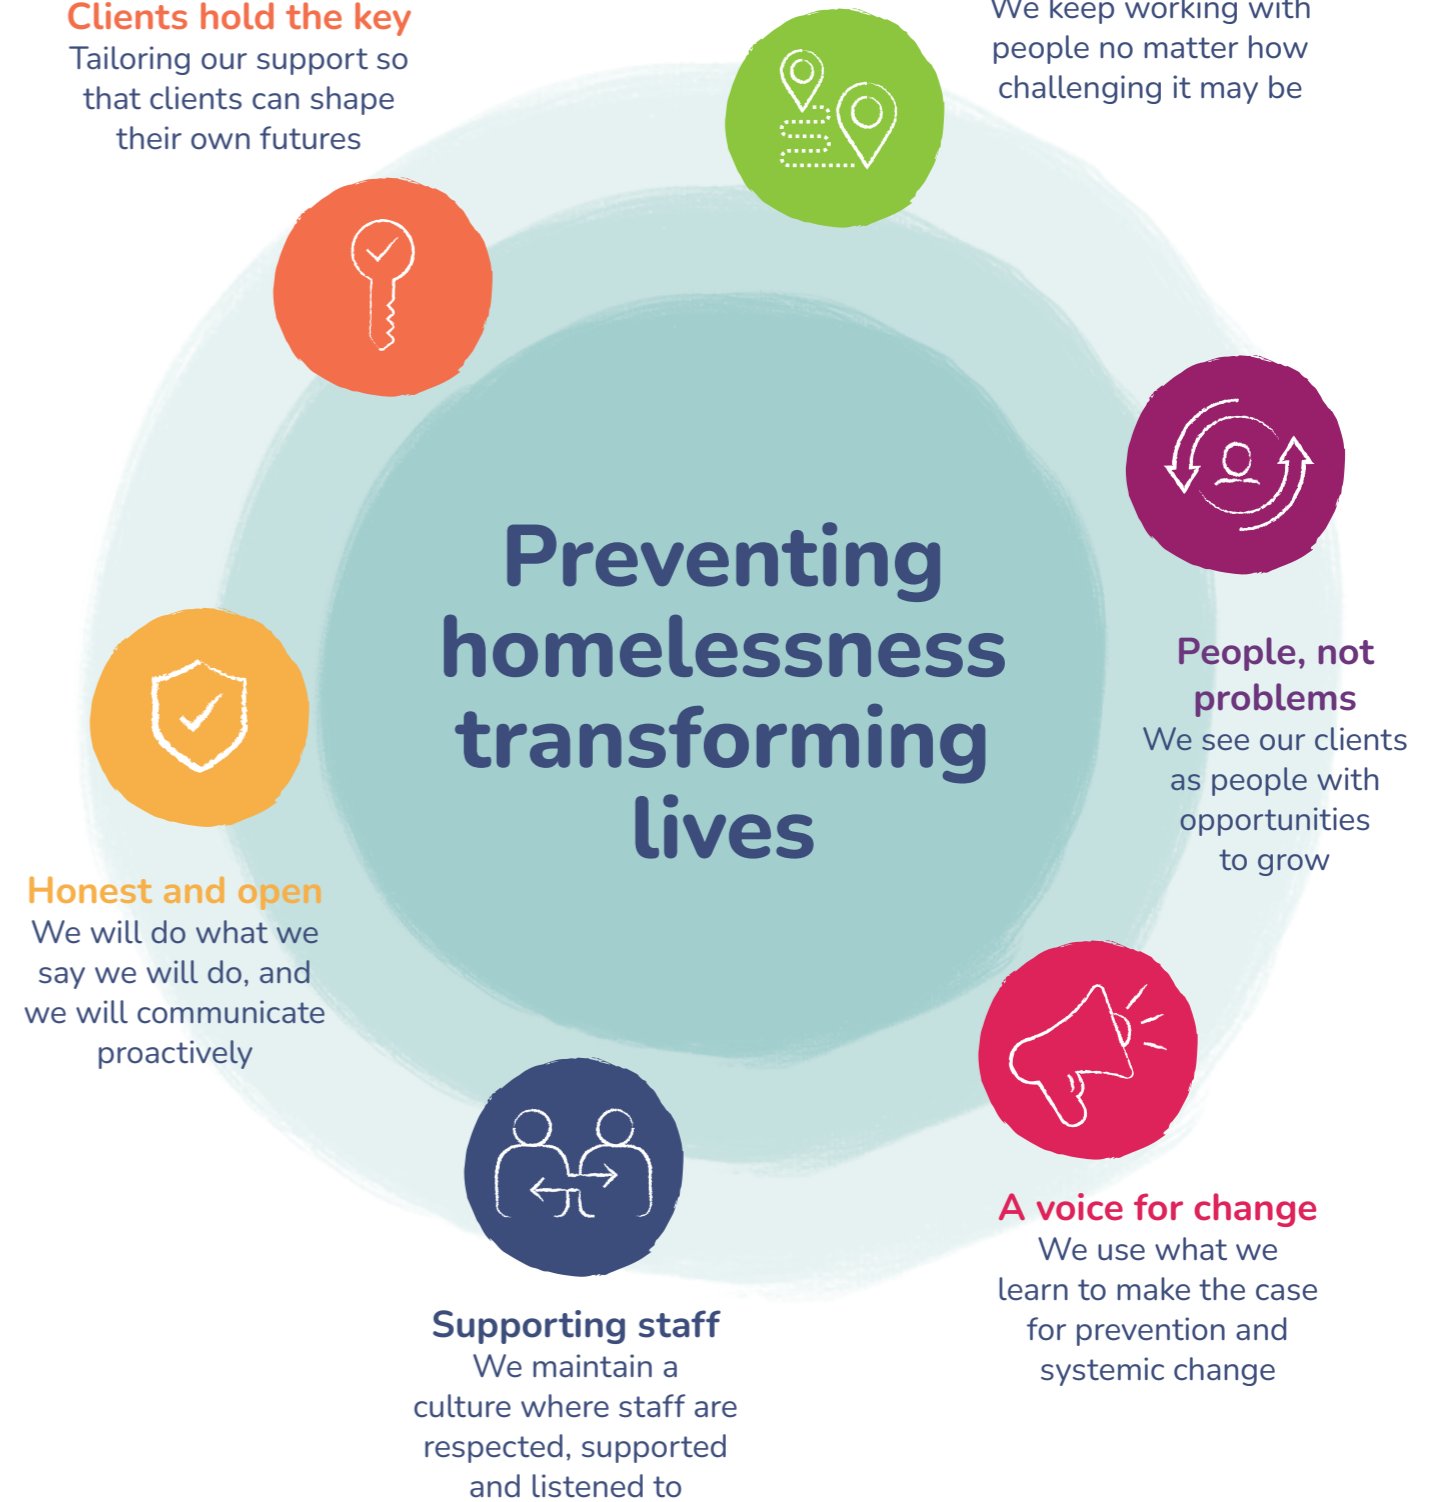 Clients hold the key
Tailoring our support so
that clients can shape
their own futures
We keep working with
people no matter how
challenging it may be
Preventing
homelessness
transforming
lives
People, not
problems
We see our clients
as people with
opportunities
to grow
Honest and open
We will do what we
say we will do, and
we will communicate
proactively
A voice for change
We use what we
learn to make the case
for prevention and
systemic change
Supporting staff
We maintain a
culture where staff are
respected, supported
and listened to